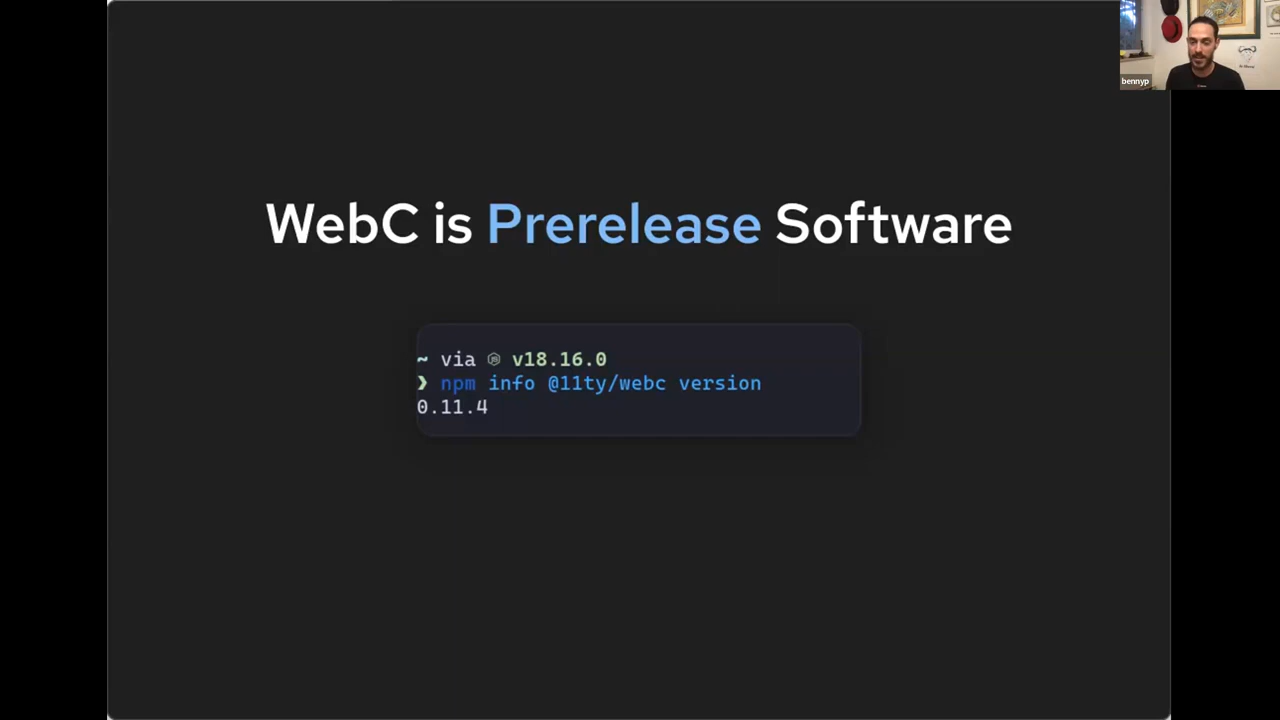 WebC is Prerelease Software
~ via v18.16.0
❯ npm info @11ty/webc version
0.11.4
bennyp